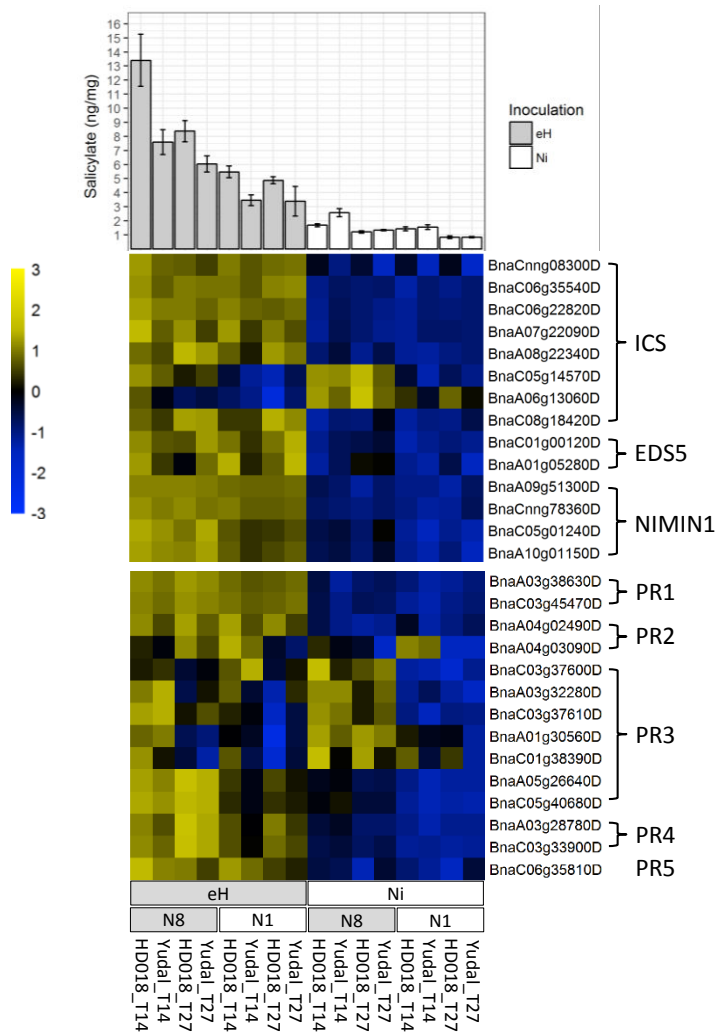 16
15
14
13
12
11
10
9
8
7
6
5
4
3
2
1
Salicylate (ng/mg)
Inoculation
eH
Ni
3
2
1
0
-1
-2
-3
BnaCnng08300D
BnaC06g35540D
BnaC06g22820D
BnaA07g22090D
BnaA08g22340D
BnaC05g14570D
BnaA06g13060D
BnaC08g18420D
ICS
BnaC01g00120D
BnaA01g05280D
EDS5
BnaA09g51300D
BnaCnng78360D
BnaC05g01240D
BnaA10g01150D
NIMIN1
BnaA03g38630D
BnaC03g45470D
PR1
BnaA04g02490D
BnaA04g03090D
PR2
BnaC03g37600D
BnaA03g32280D
BnaC03g37610D
BnaA01g30560D
BnaC01g38390D
BnaA05g26640D
BnaC05g40680D
PR3
BnaA03g28780D
BnaC03g33900D
PR4
BnaC06g35810D
PR5
eH
Ni
N8
N1
N8
N1
HD018_T14
Yudal_T14
HD018_T27
Yudal_T27
HD018_T14
Yudal_T14
HD018_T27
Yudal_T27
HD018_T14
Yudal_T14
HD018_T27
Yudal_T27
HD018_T14
Yudal_T14
HD018_T27
Yudal_T27